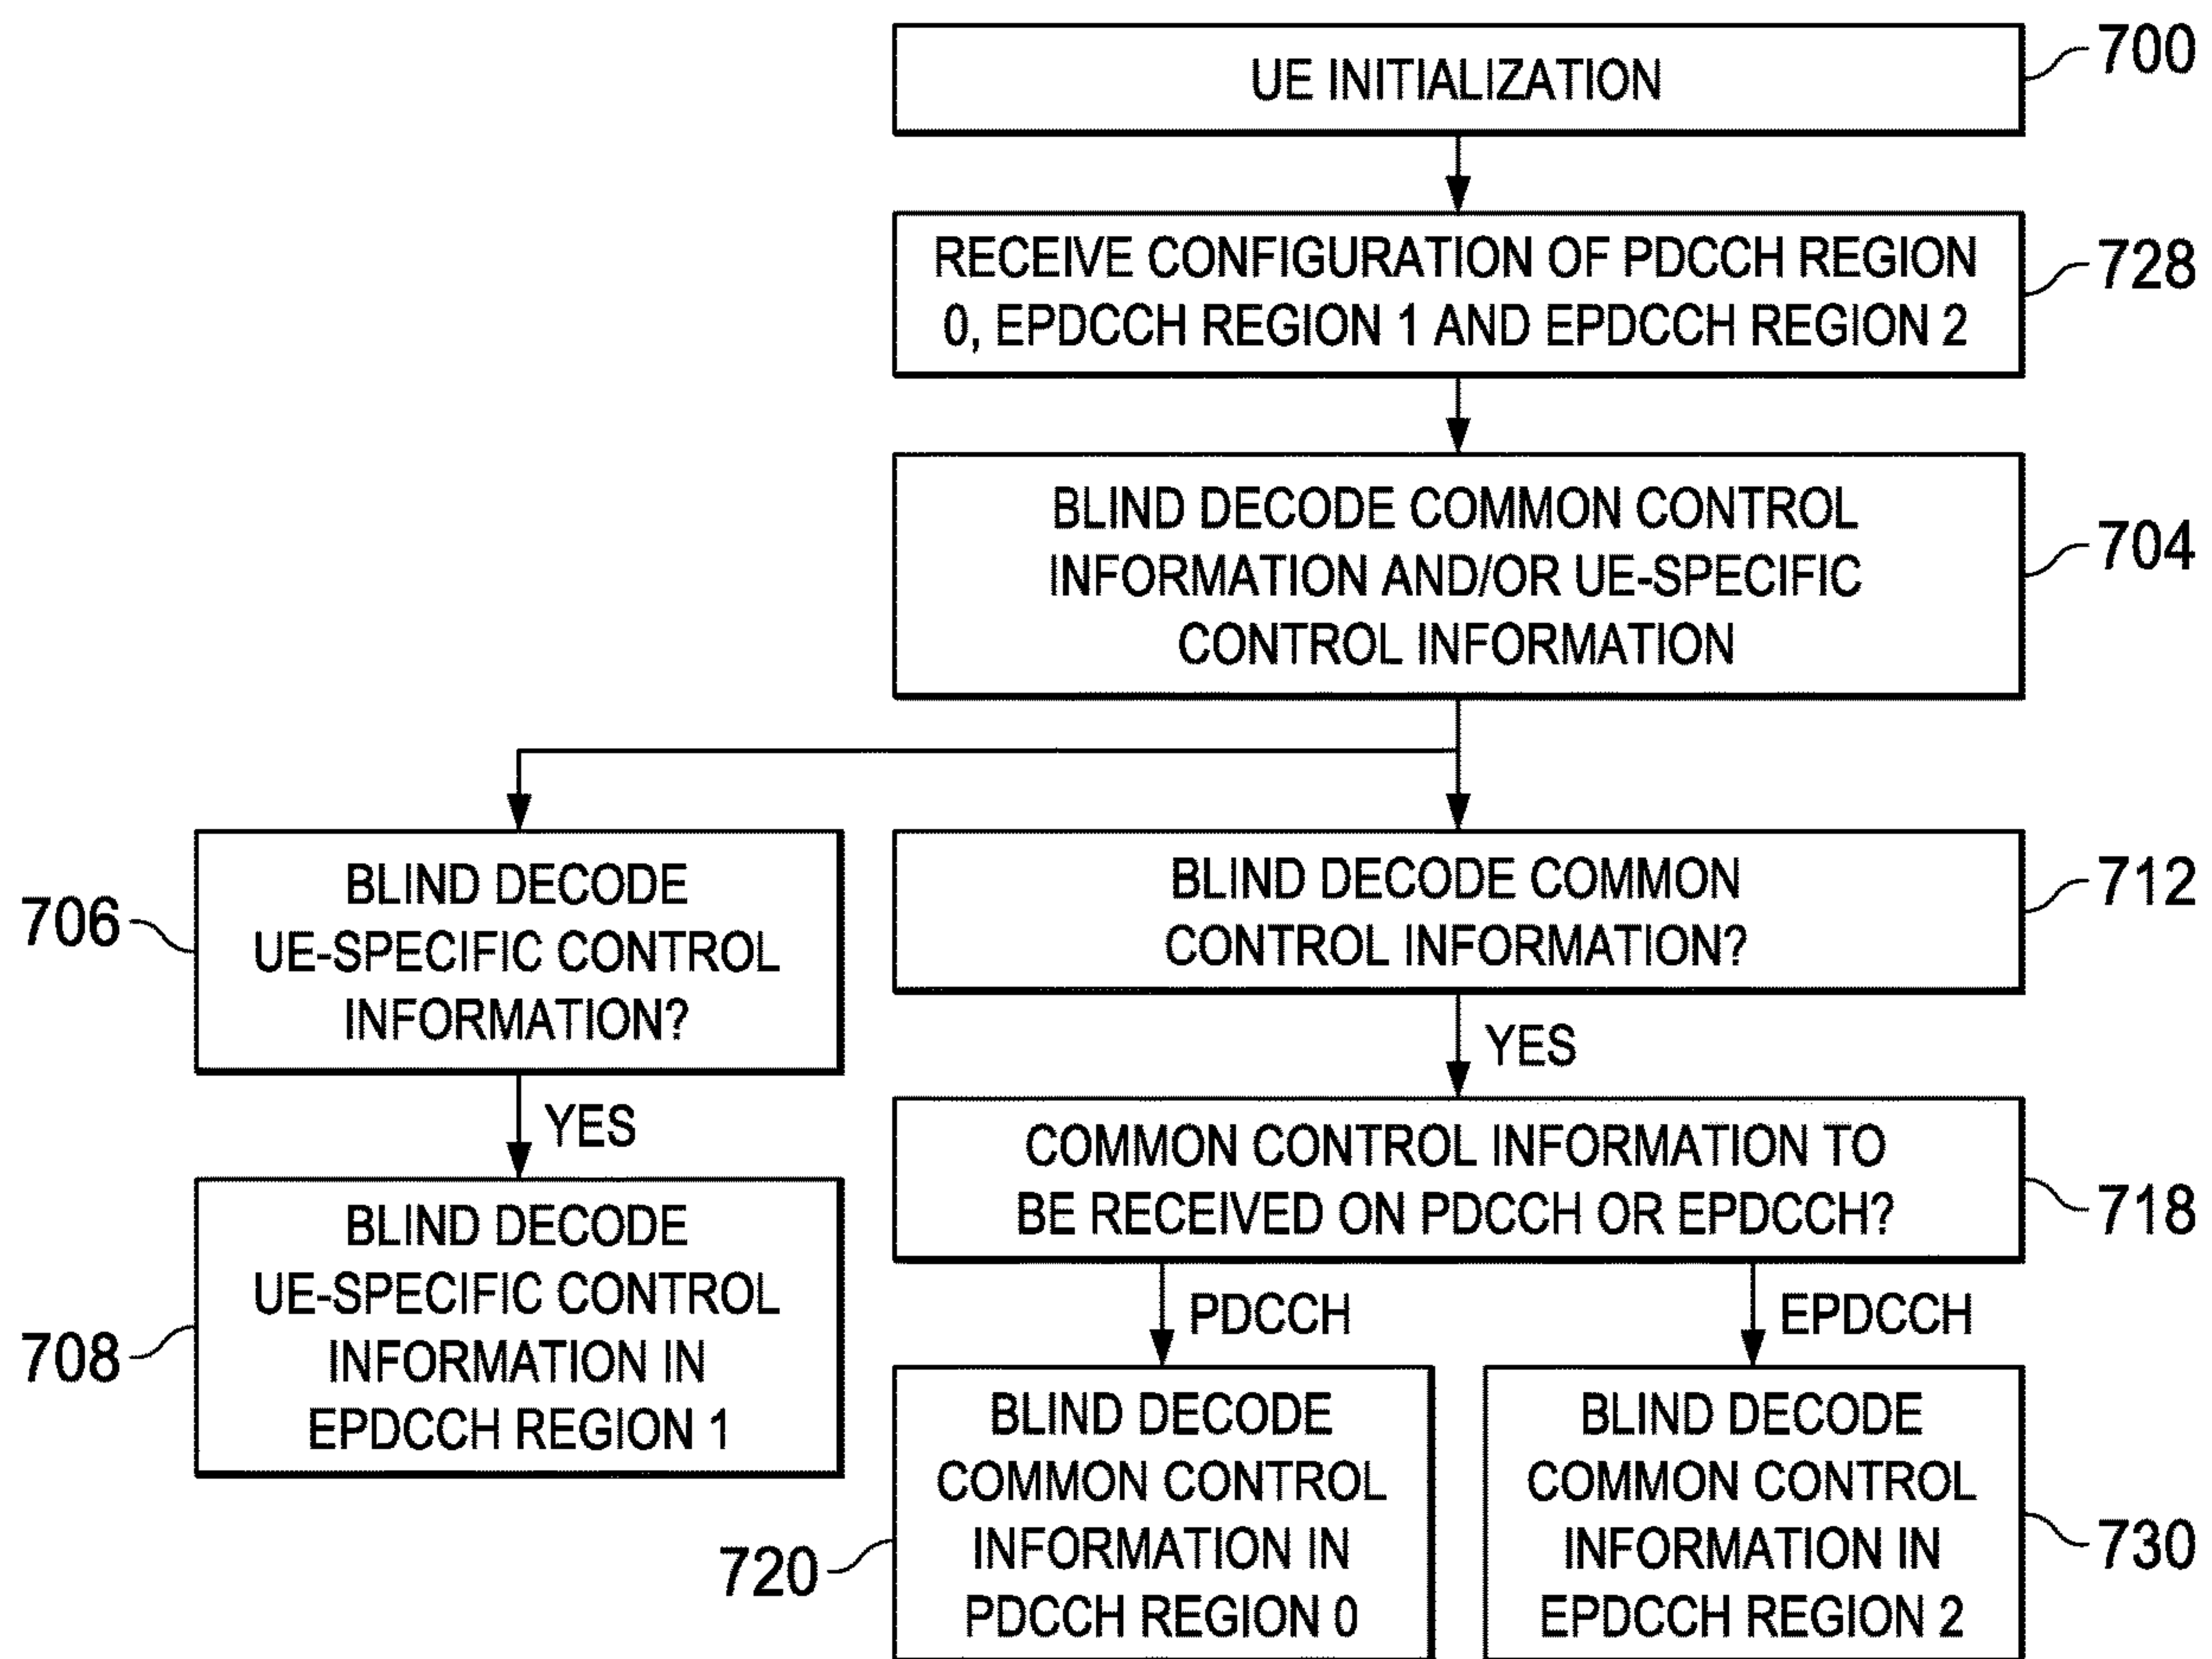 UE INITIALIZATION
700
RECEIVE CONFIGURATION OF PDCCH REGION
0, EPDCCH REGION 1 AND EPDCCH REGION 2
728
BLIND DECODE COMMON CONTROL
INFORMATION AND/OR UE-SPECIFIC
CONTROL INFORMATION
704
706
BLIND DECODE
UE-SPECIFIC CONTROL
INFORMATION?
BLIND DECODE COMMON
CONTROL INFORMATION?
712
YES
YES
708
BLIND DECODE
UE-SPECIFIC CONTROL
INFORMATION IN
EPDCCH REGION 1
COMMON CONTROL INFORMATION TO
BE RECEIVED ON PDCCH OR EPDCCH?
718
PDCCH
EPDCCH
720
BLIND DECODE
COMMON CONTROL
INFORMATION IN
PDCCH REGION 0
BLIND DECODE
COMMON CONTROL
INFORMATION IN
EPDCCH REGION 2
730